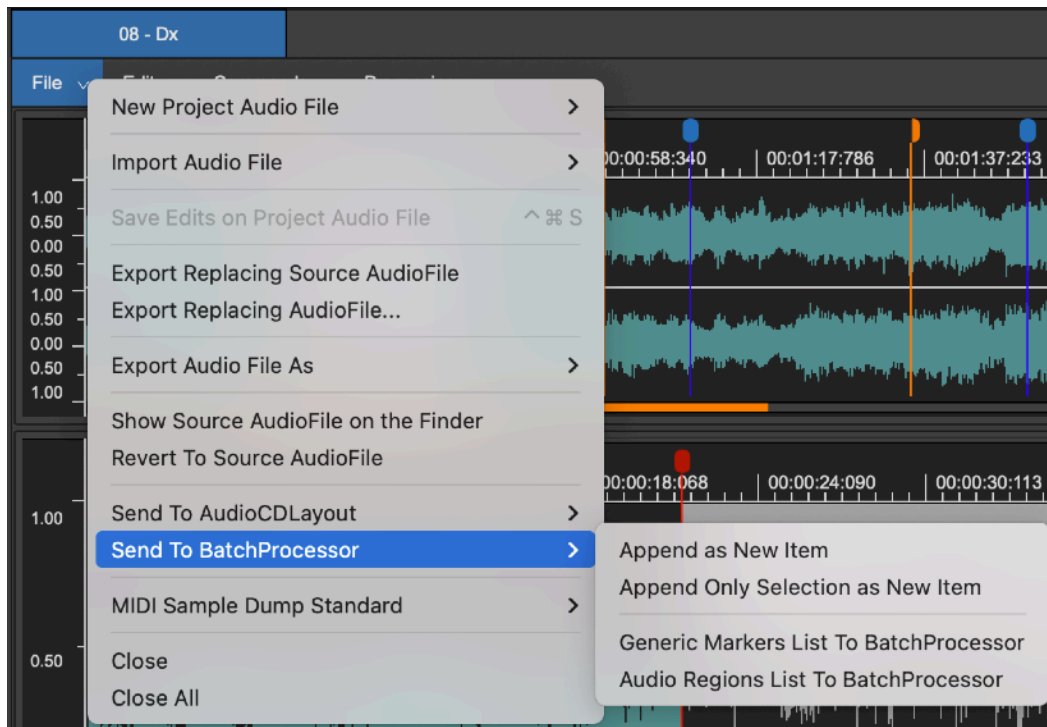 08 - Dx
File
New Project Audio File
Import Audio File
Save Edits on Project Audio File ^ ⌘ S
Export Replacing Source AudioFile
Export Replacing AudioFile...
Export Audio File As
Show Source AudioFile on the Finder
Revert To Source AudioFile
Send To AudioCDLayout
Send To BatchProcessor
MIDI Sample Dump Standard
Close
Close All
Append as New Item
Append Only Selection as New Item
Generic Markers List To BatchProcessor
Audio Regions List To BatchProcessor
00:00:58:340 00:01:17:786 00:01:37:233
1.00
0.50
0.00
0.50
1.00
0.50
0.00
0.50
1.00
00:00:18:068 00:00:24:090 00:00:30:113
1.00
0.50